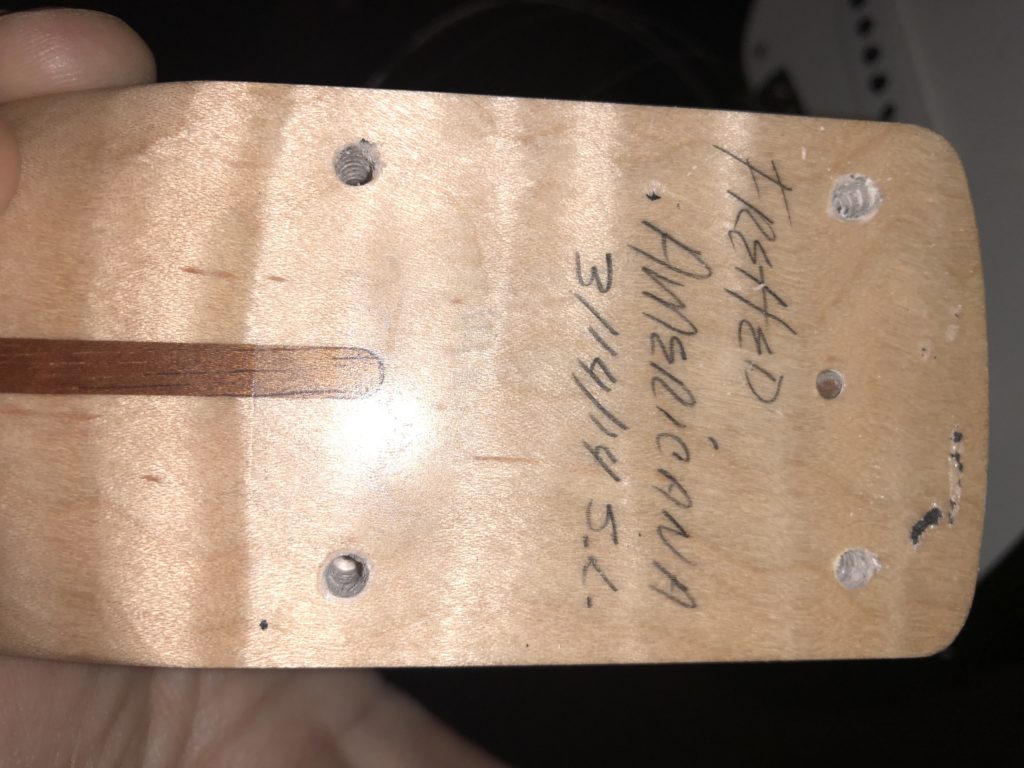 FRETTED
AMERICANA
3/14/14 S.K.